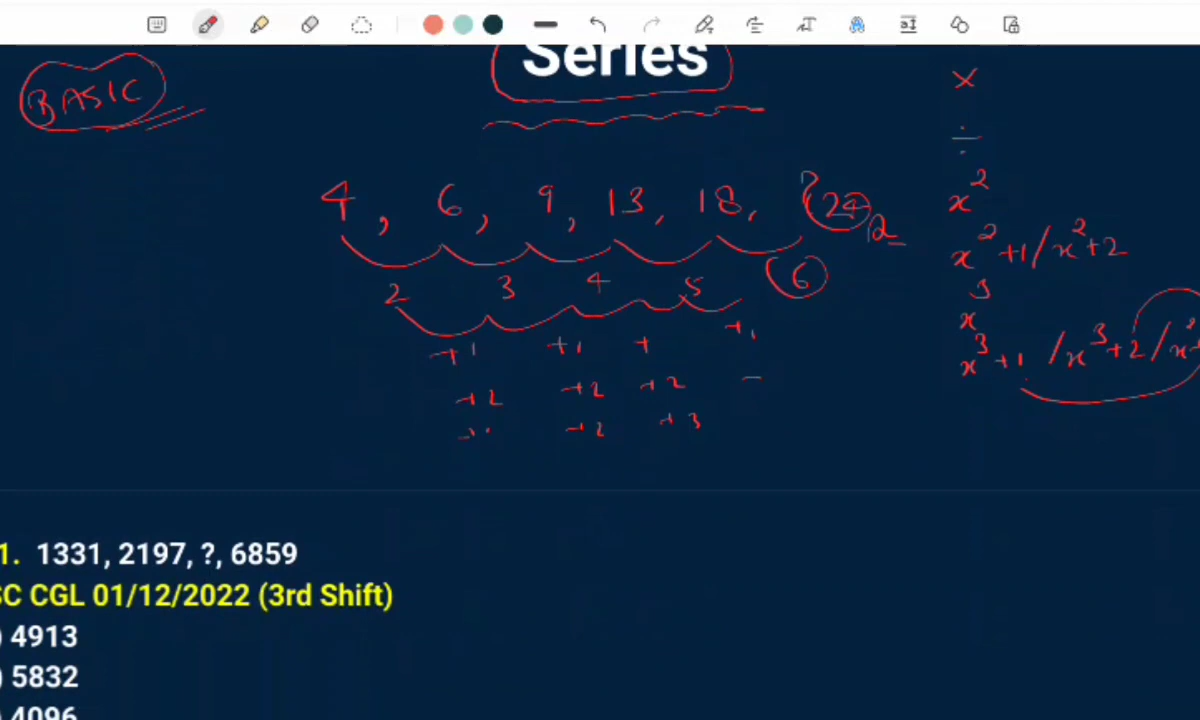 Series
BASIC
×
÷
x²
x²+1/x²+2
x³
x³+1 /x³+2/x²
4, 6, 9, 13, 18, ? 24
2 3 4 5 6
+1 +1 + +1
+2 +2 +2 -
+2 +3
1. 1331, 2197, ?, 6859
SC CGL 01/12/2022 (3rd Shift)
) 4913
) 5832
) 4096